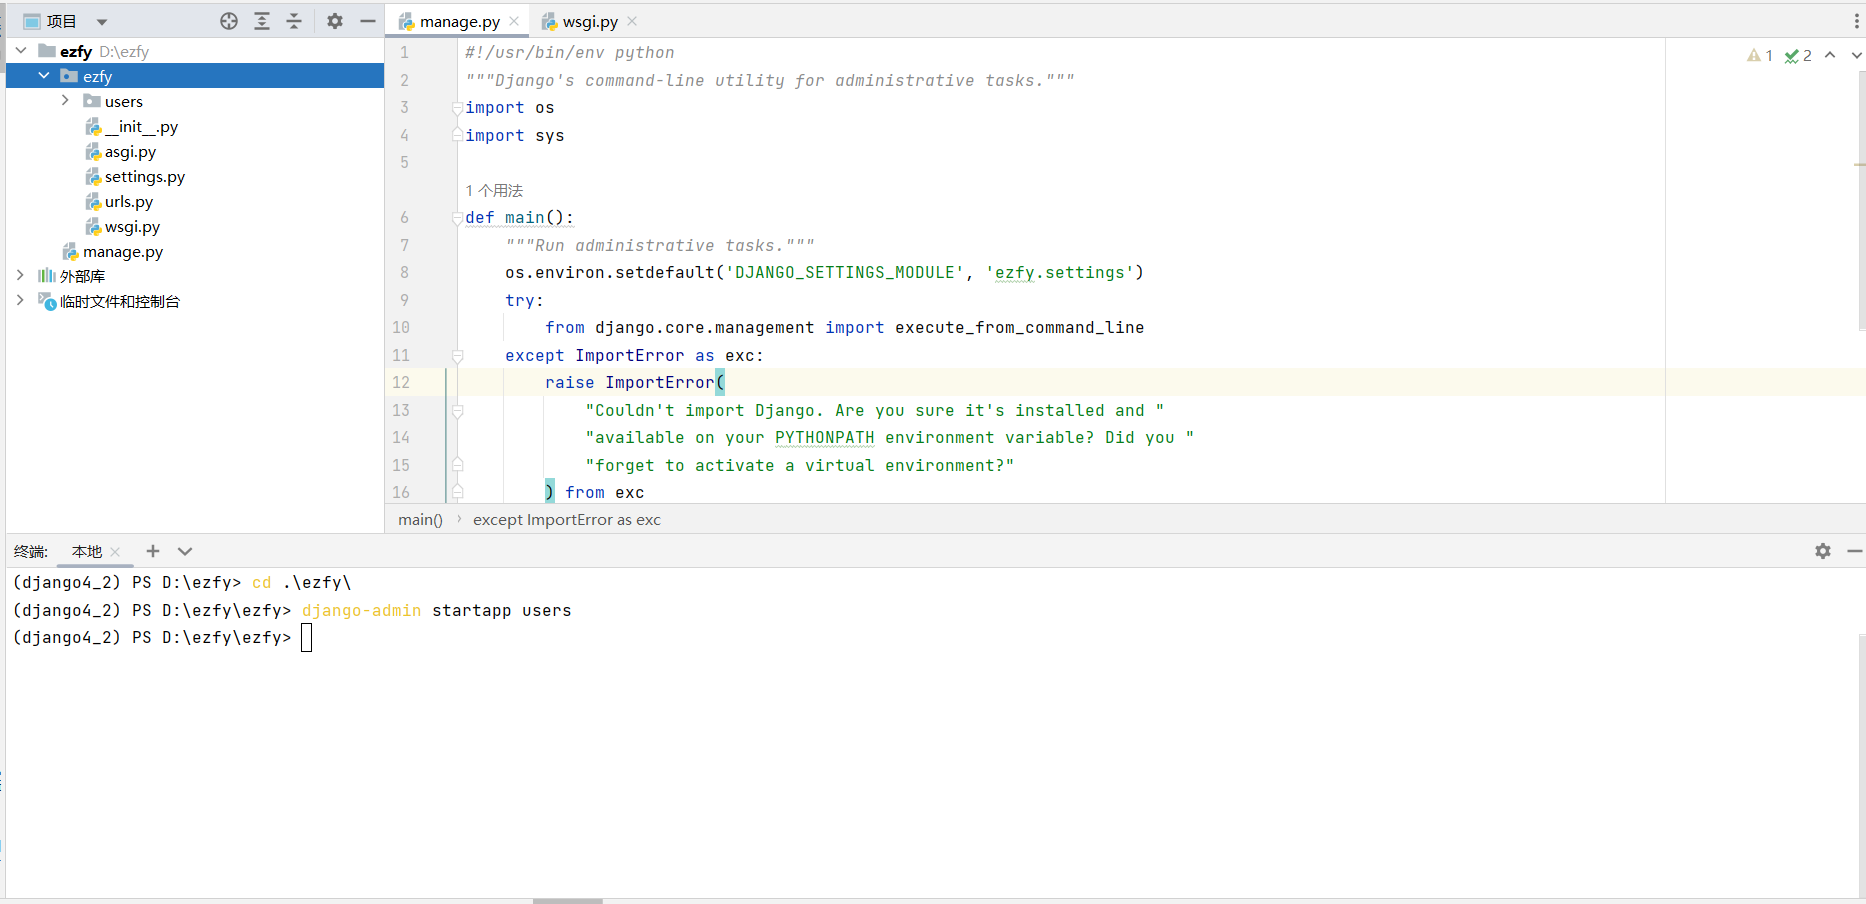 项目
manage.py
wsgi.py
ezfy D:\ezfy
ezfy
users
__init__.py
asgi.py
settings.py
urls.py
wsgi.py
manage.py
外部库
临时文件和控制台
1 #!/usr/bin/env python
2 """Django's command-line utility for administrative tasks."""
3 import os
4 import sys
5
1 个用法
6 def main():
7 """Run administrative tasks."""
8 os.environ.setdefault('DJANGO_SETTINGS_MODULE', 'ezfy.settings')
9 try:
10 from django.core.management import execute_from_command_line
11 except ImportError as exc:
12 raise ImportError(
13 "Couldn't import Django. Are you sure it's installed and "
14 "available on your PYTHONPATH environment variable? Did you "
15 "forget to activate a virtual environment?"
16 ) from exc
1 2
main() › except ImportError as exc
终端: 本地
(django4_2) PS D:\ezfy> cd .\ezfy\
(django4_2) PS D:\ezfy\ezfy> django-admin startapp users
(django4_2) PS D:\ezfy\ezfy>